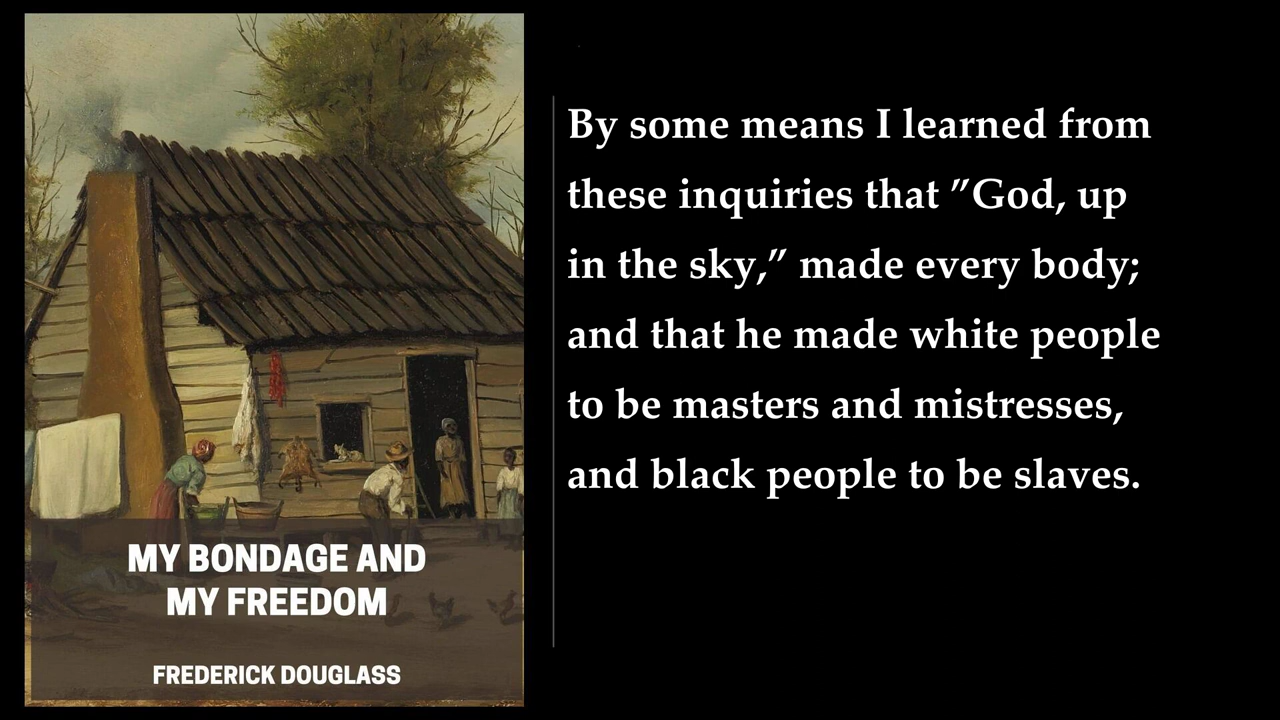 MY BONDAGE AND
MY FREEDOM
FREDERICK DOUGLASS
By some means I learned from
these inquiries that ”God, up
in the sky,” made every body;
and that he made white people
to be masters and mistresses,
and black people to be slaves.